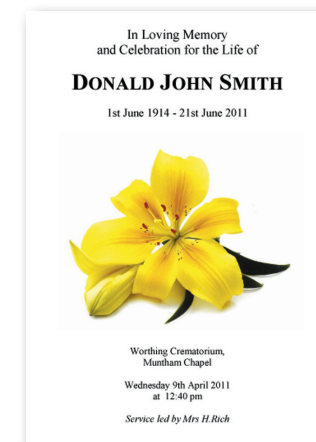 In Loving Memory
and Celebration for the Life of
DONALD JOHN SMITH
1st June 1914 - 21st June 2011
Worthing Crematorium,
Muntham Chapel
Wednesday 9th April 2011
at 12:40 pm
Service led by Mrs H.Rich